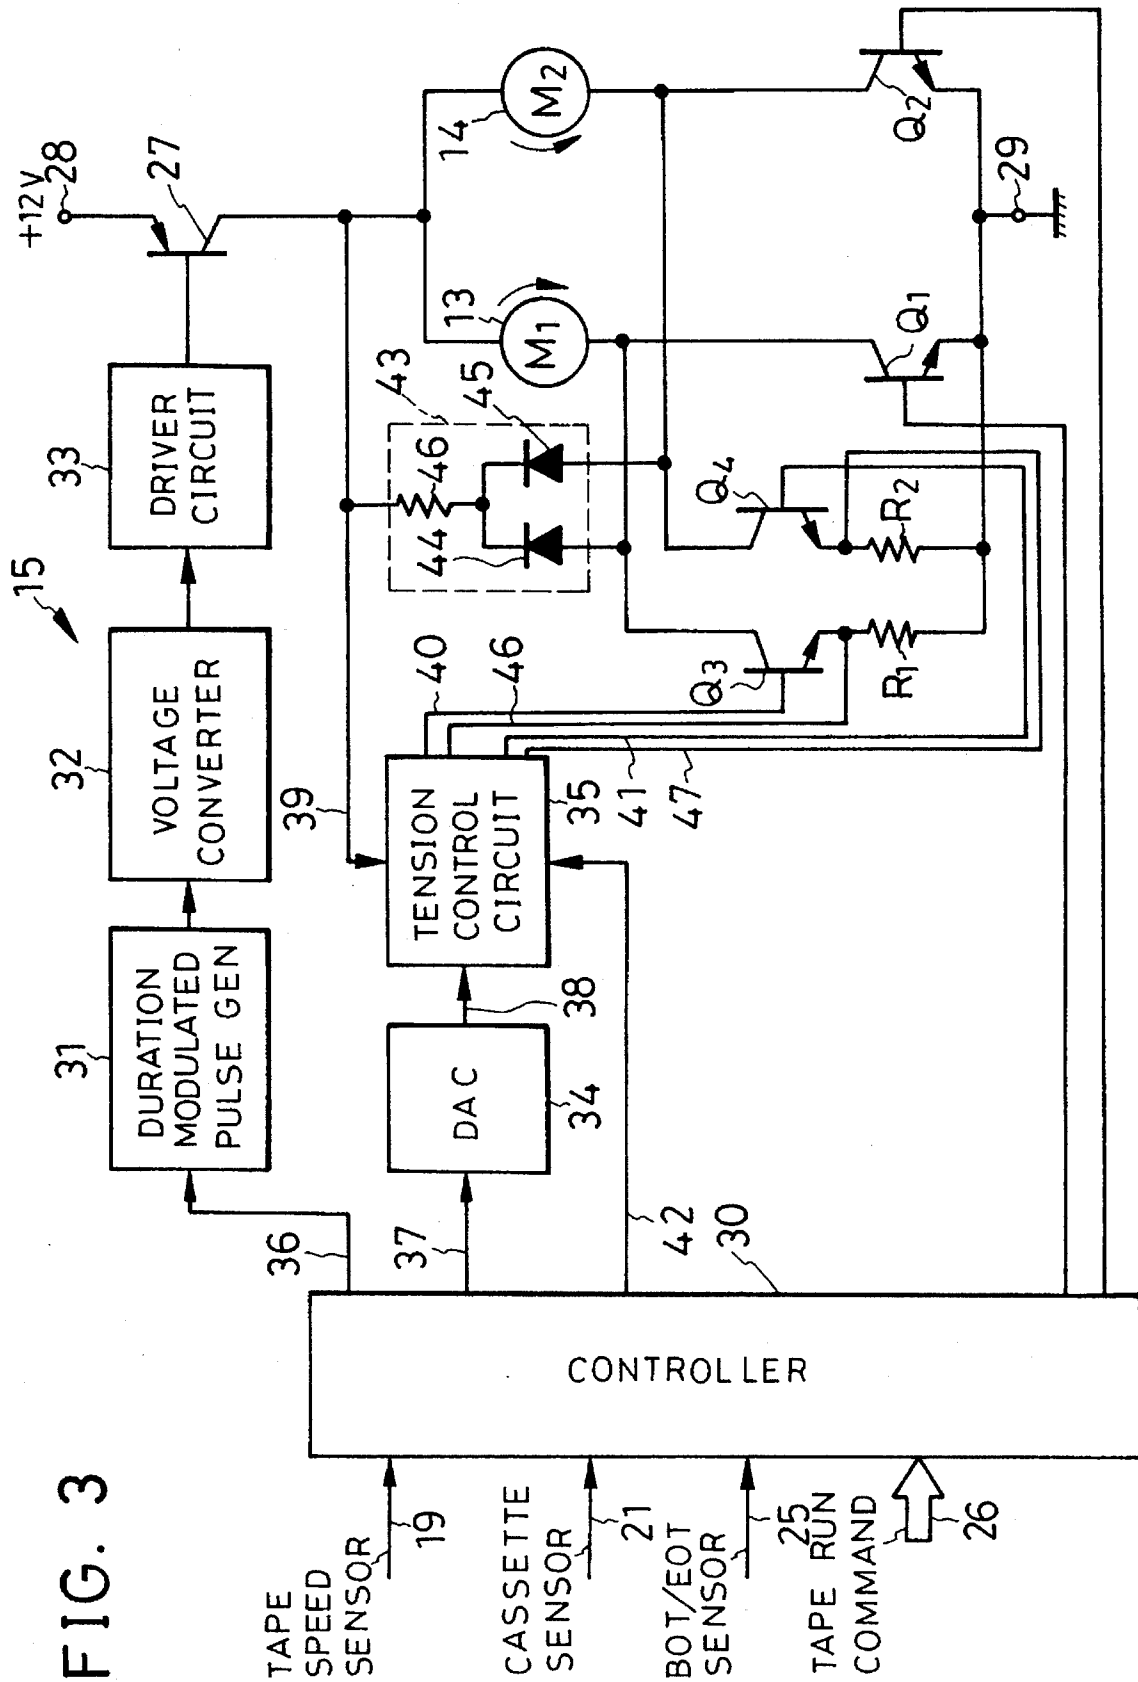 FIG. 3
15
31
DURATION
MODULATED
PULSE GEN
32
VOLTAGE
CONVERTER
33
DRIVER
CIRCUIT
+12V
28
27
36
39
43
44
46
45
13
M1
14
M2
TAPE
SPEED
SENSOR
19
CASSETTE
SENSOR
21
BOT/EOT
SENSOR
25
TAPE RUN
COMMAND
26
CONTROLLER
30
37
DAC
34
38
TENSION
CONTROL
CIRCUIT
35
42
40
46
41
47
Q3
Q4
R1
R2
Q1
Q2
29